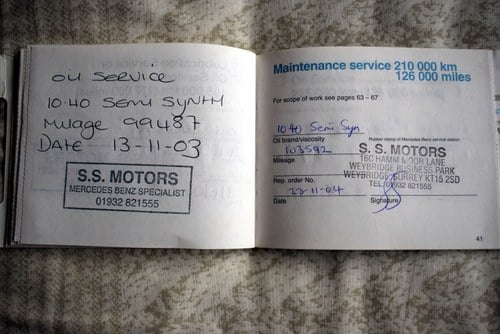 OIL SERVICE
10.40 SEMI SYNTH
Milage 99487
DATE 13-11-03
S.S. MOTORS
MERCEDES BENZ SPECIALIST
01932 821555
Maintenance service 210 000 km
126 000 miles
For scope of work see pages 63 – 67
10.40 Semi Syn
Oil brand/viscosity
Rubber stamp of Mercedes-Benz service station
103592
S. S. MOTORS
Mileage
16C HAMM MOOR LANE
WEYBRIDGE BUSINESS PARK
Rep. order No.
WEYBRIDGE, SURREY KT15 2SD
23-11-04
TEL: 01932 821555
Date
Signature
41